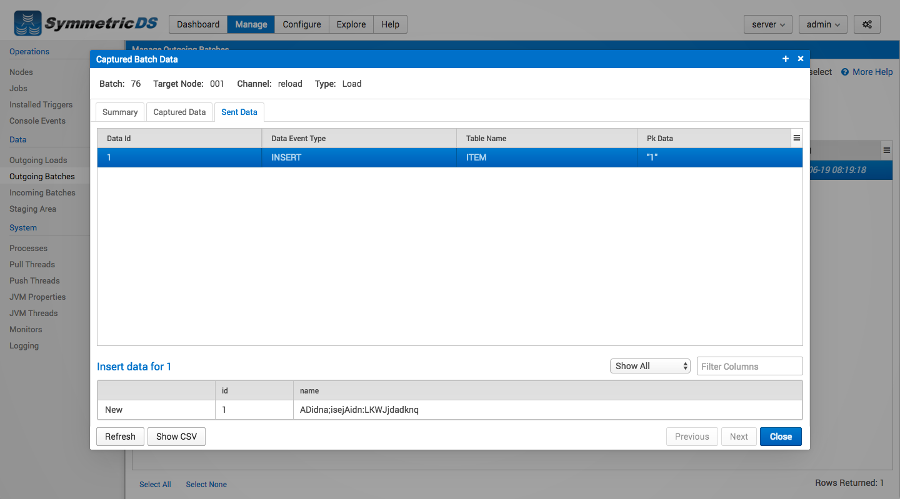 SymmetricDS Dashboard Manage Configure Explore Help server admin
Operations
Nodes
Jobs
Installed Triggers
Console Events
Data
Outgoing Loads
Outgoing Batches
Incoming Batches
Staging Area
System
Processes
Pull Threads
Push Threads
JVM Properties
JVM Threads
Monitors
Logging
Manage Outgoing Batches
select More Help
06-19 08:19:18
Captured Batch Data + ×
Batch: 76 Target Node: 001 Channel: reload Type: Load
Summary Captured Data Sent Data
Data Id Data Event Type Table Name Pk Data
1 INSERT ITEM "1"
Insert data for 1 Show All Filter Columns
id name
New 1 ADidna;isejAidn:LKWJjdadknq
Refresh Show CSV Previous Next Close
Select All Select None Rows Returned: 1